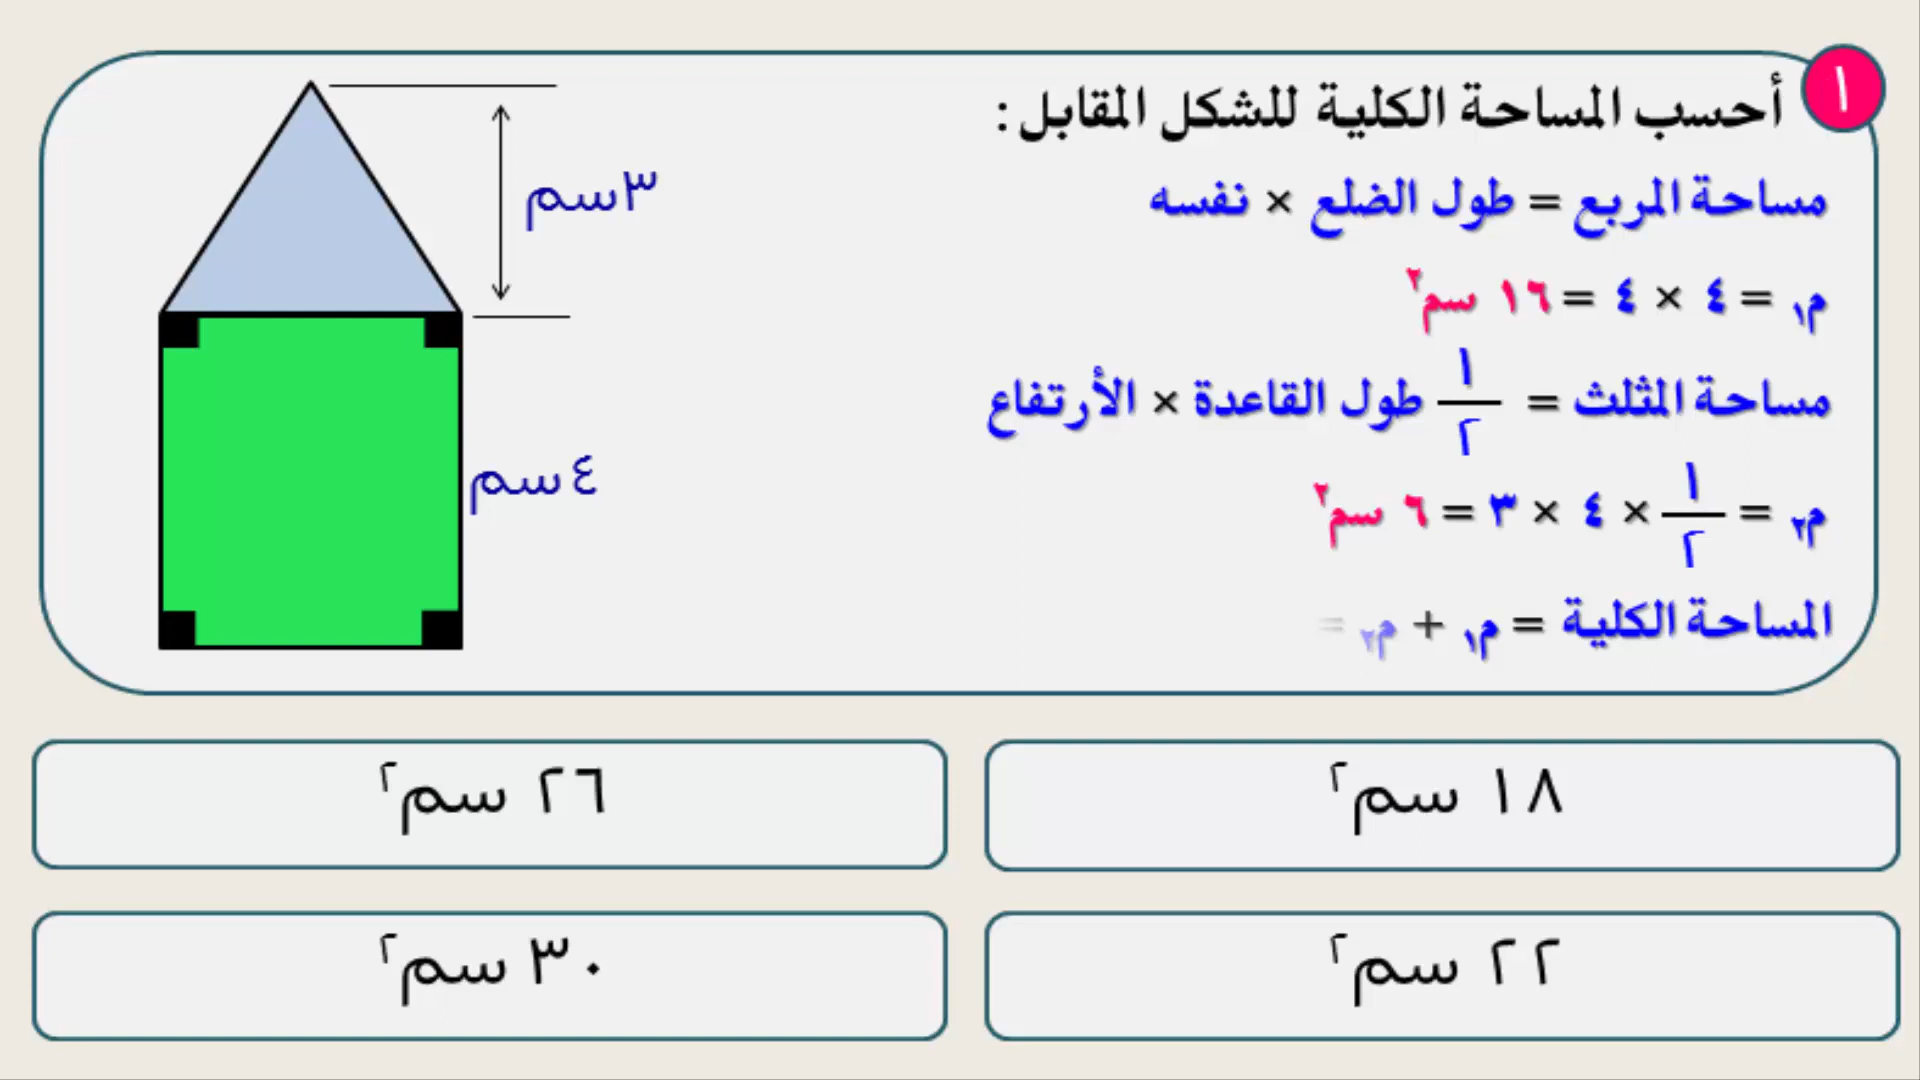 ١
أحسب المساحة الكلية للشكل المقابل :
مساحة المربع = طول الضلع × نفسه
م١ = ٤ × ٤ = ١٦ سم٢
مساحة المثلث = ١/٢ طول القاعدة × الأرتفاع
م٢ = ١/٢ × ٤ × ٣ = ٦ سم٢
المساحة الكلية = م١ + م٢ =
٣سم
٤سم
١٨ سم٢
٢٦ سم٢
٢٢ سم٢
٣٠ سم٢